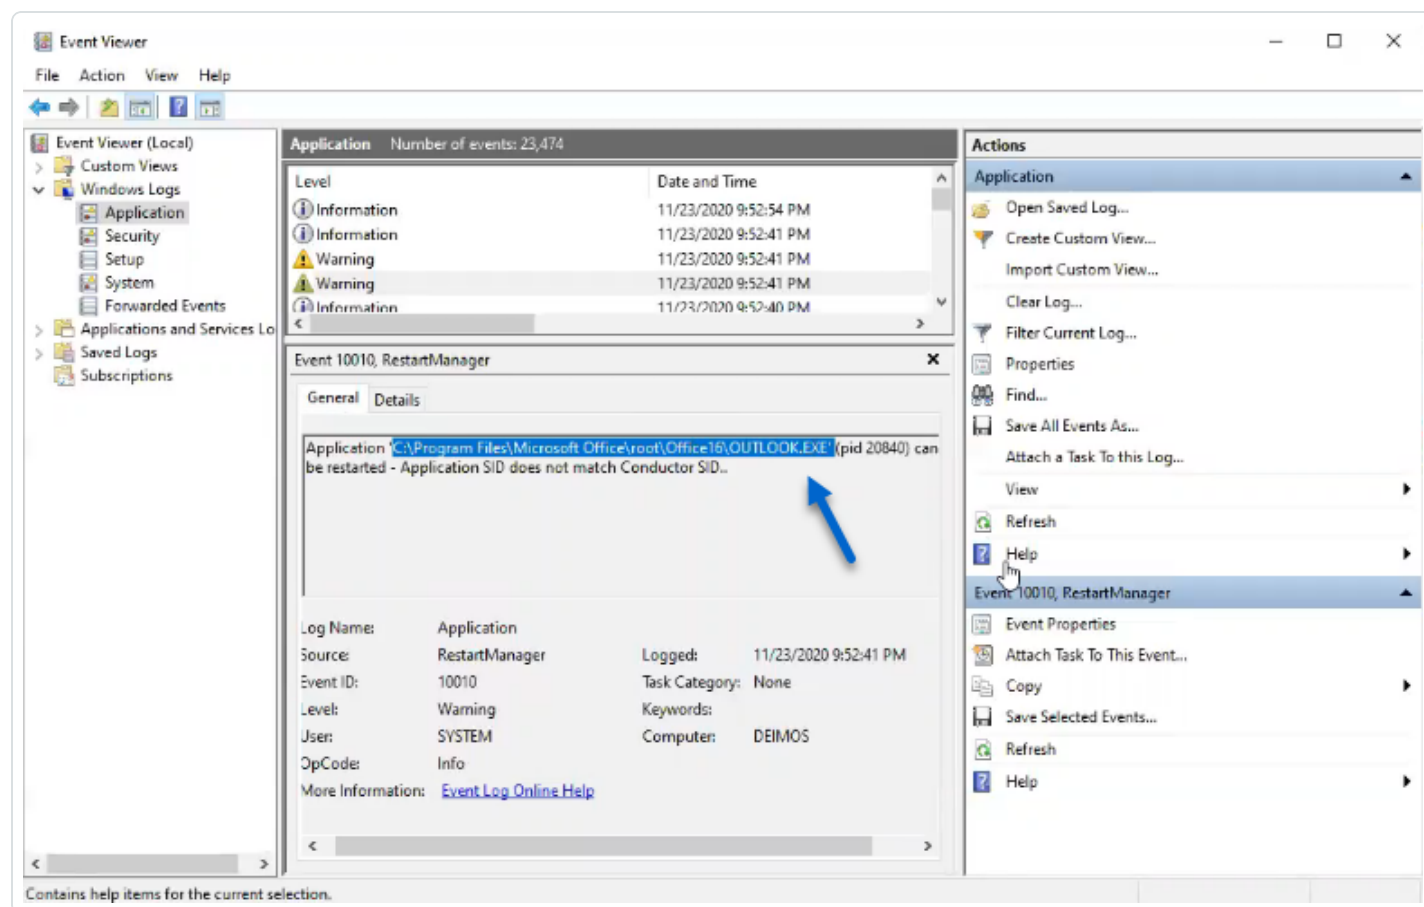 Event Viewer
File Action View Help
Event Viewer (Local)
Custom Views
Windows Logs
Application
Security
Setup
System
Forwarded Events
Applications and Services Lo
Saved Logs
Subscriptions
Application Number of events: 23,474
Level Date and Time
Information 11/23/2020 9:52:54 PM
Information 11/23/2020 9:52:41 PM
Warning 11/23/2020 9:52:41 PM
Warning 11/23/2020 9:52:41 PM
Information 11/23/2020 9:52:40 PM
Event 10010, RestartManager
General Details
Application 'C:\Program Files\Microsoft Office\root\Office16\OUTLOOK.EXE' (pid 20840) can
be restarted - Application SID does not match Conductor SID..
Log Name: Application
Source: RestartManager Logged: 11/23/2020 9:52:41 PM
Event ID: 10010 Task Category: None
Level: Warning Keywords:
User: SYSTEM Computer: DEIMOS
OpCode: Info
More Information: Event Log Online Help
Actions
Application
Open Saved Log...
Create Custom View...
Import Custom View...
Clear Log...
Filter Current Log...
Properties
Find...
Save All Events As...
Attach a Task To this Log...
View
Refresh
Help
Event 10010, RestartManager
Event Properties
Attach Task To This Event...
Copy
Save Selected Events...
Refresh
Help
Contains help items for the current selection.